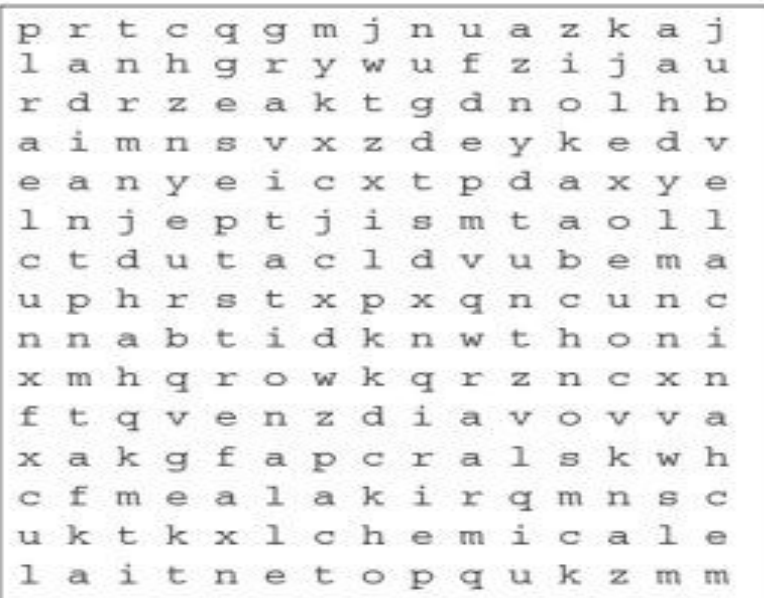 p r t c q g m j n u a z k a j
l a n h g r y w u f z i j a u
r d r z e a k t g d n o l h b
a i m n s v x z d e y k e d v
e a n y e i c x t p d a x y e
l n j e p t j i s m t a o l l
c t d u t a c l d v u b e m a
u p h r s t x p x q n c u n c
n n a b t i d k n w t h o n i
x m h q r o w k q r z n c x n
f t q v e n z d i a v o v v a
x a k g f a p c r a l s k w h
c f m e a l a k i r q m n s c
u k t k x l c h e m i c a l e
l a i t n e t o p q u k z m m